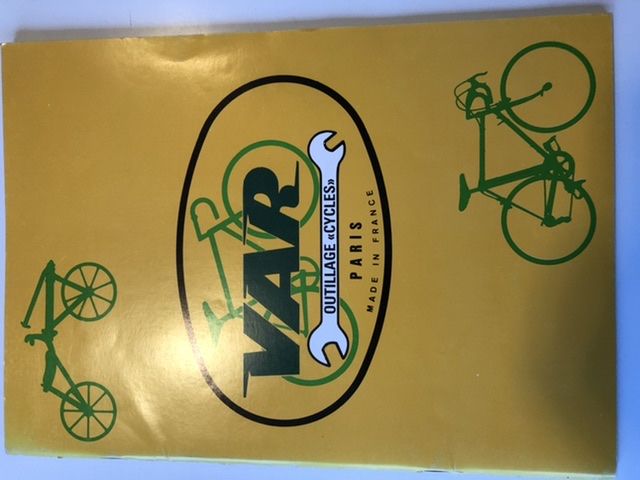 VAR
OUTILLAGE «CYCLES»
PARIS
MADE IN FRANCE